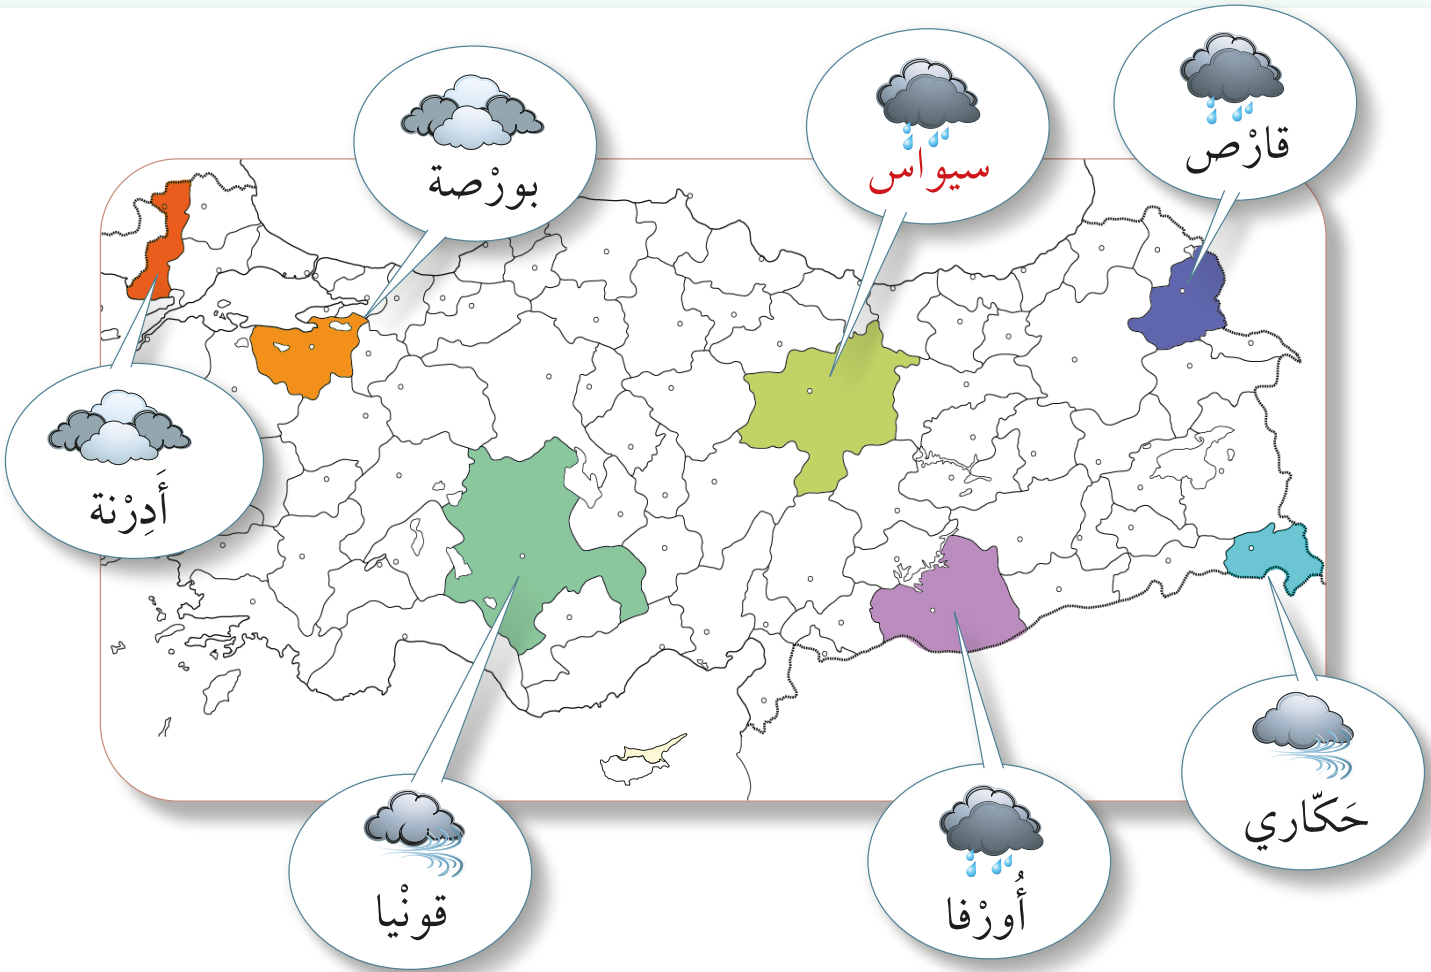 قارْص
سيواس
بورْصة
أَدِرْنة
حَكّاري
أُورْفا
قونْيا